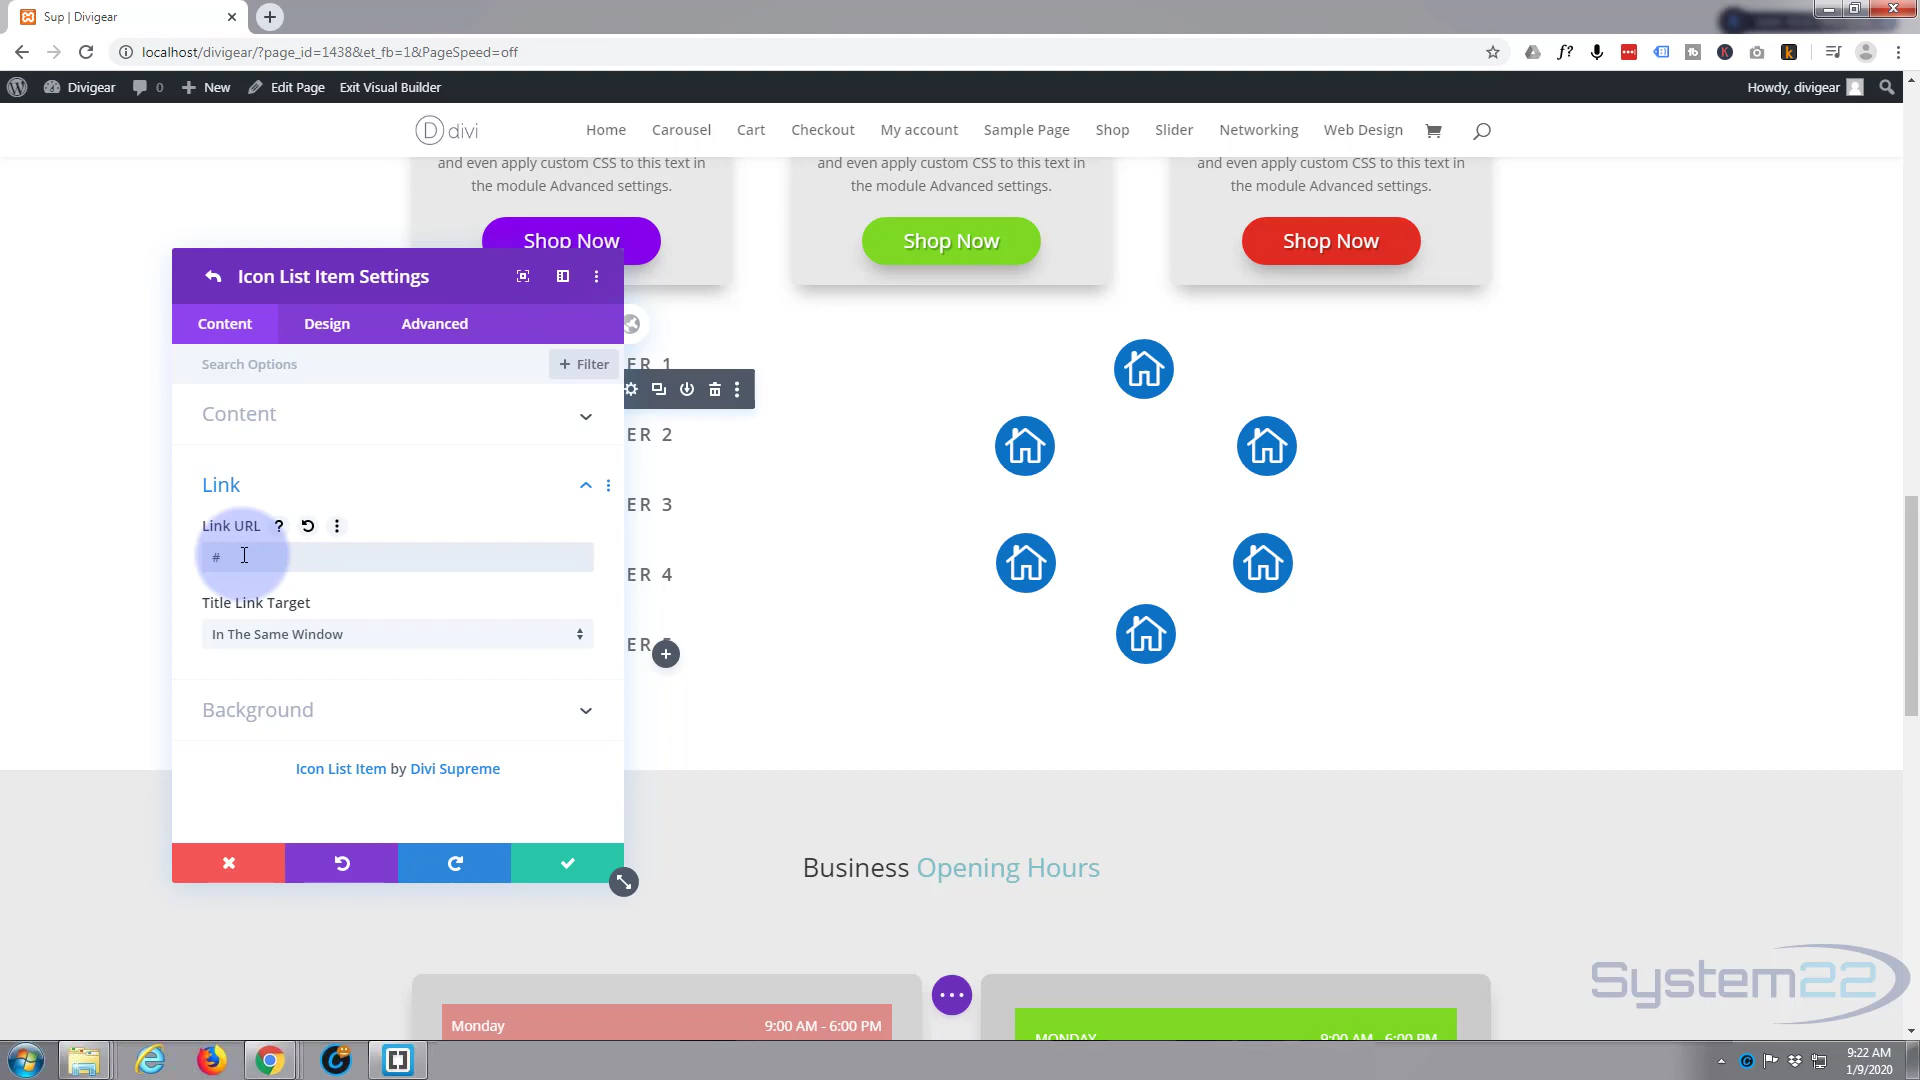 Sup | Divigear
localhost/divigear/?page_id=1438&et_fb=1&PageSpeed=off
Divigear 0 New Edit Page Exit Visual Builder Howdy, divigear
divi Home Carousel Cart Checkout My account Sample Page Shop Slider Networking Web Design
and even apply custom CSS to this text in
the module Advanced settings.
Shop Now
and even apply custom CSS to this text in
the module Advanced settings.
Shop Now
and even apply custom CSS to this text in
the module Advanced settings.
Shop Now
Icon List Item Settings
Content Design Advanced
Search Options + Filter
Content
Link
Link URL ?
#
Title Link Target
In The Same Window
Background
Icon List Item by Divi Supreme
ER 1
ER 2
ER 3
ER 4
ER 5
Business Opening Hours
Monday 9:00 AM - 6:00 PM
MONDAY 9:00 AM - 6:00 PM
System22
9:22 AM
1/9/2020